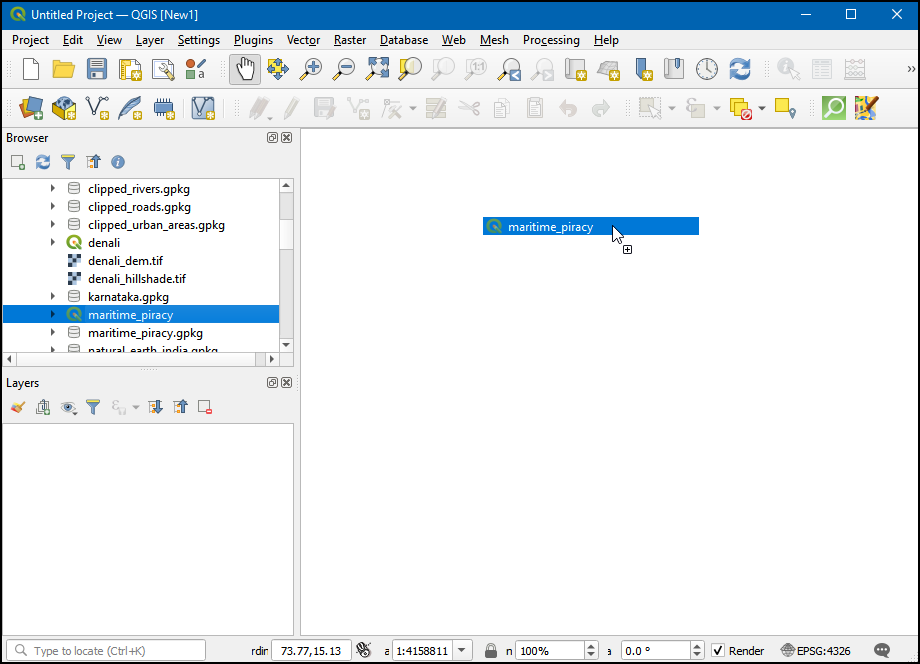 Untitled Project — QGIS [New1]
Project Edit View Layer Settings Plugins Vector Raster Database Web Mesh Processing Help
1:1
»
Browser
clipped_rivers.gpkg
clipped_roads.gpkg
clipped_urban_areas.gpkg
denali
denali_dem.tif
denali_hillshade.tif
karnataka.gpkg
maritime_piracy
maritime_piracy.gpkg
natural_earth_india.gpkg
maritime_piracy
Layers
Type to locate (Ctrl+K)
rdir 73.77,15.13 a 1:4158811 n 100% a 0.0 ° Render EPSG:4326